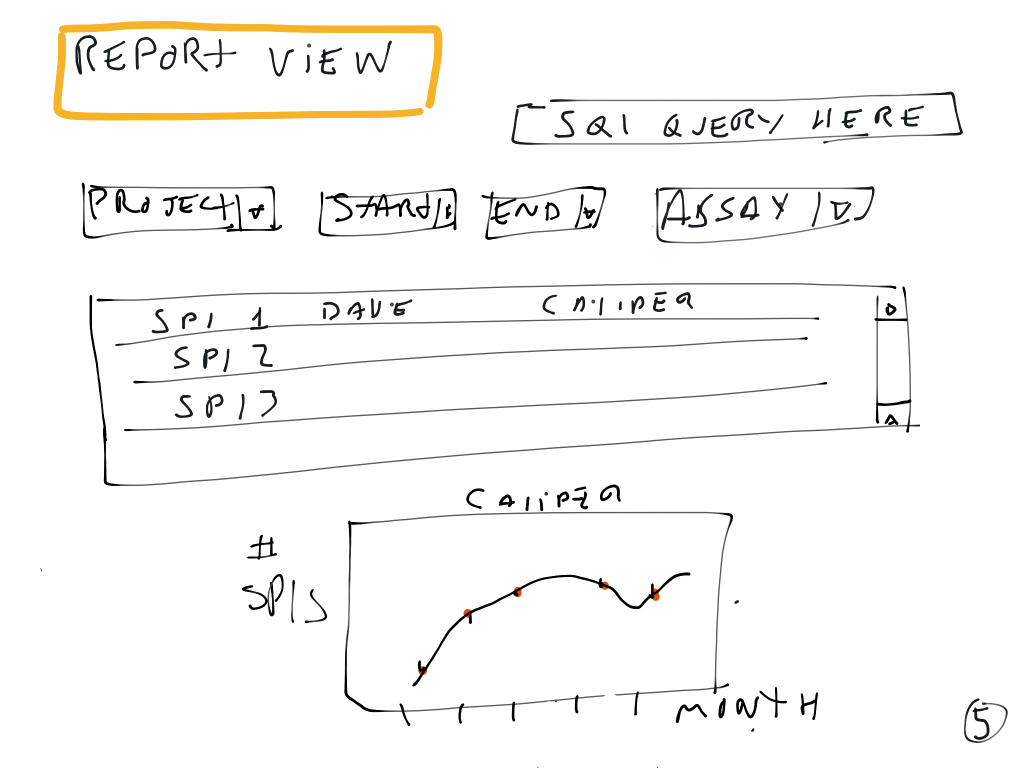 REPORT VIEW
SQl QUERY HERE
PROJECT START END ASSAY
SPI 1 DAVE CAliPER
SPI 2
SPI 3
CAliPER
#
SPIS
MONTH
5